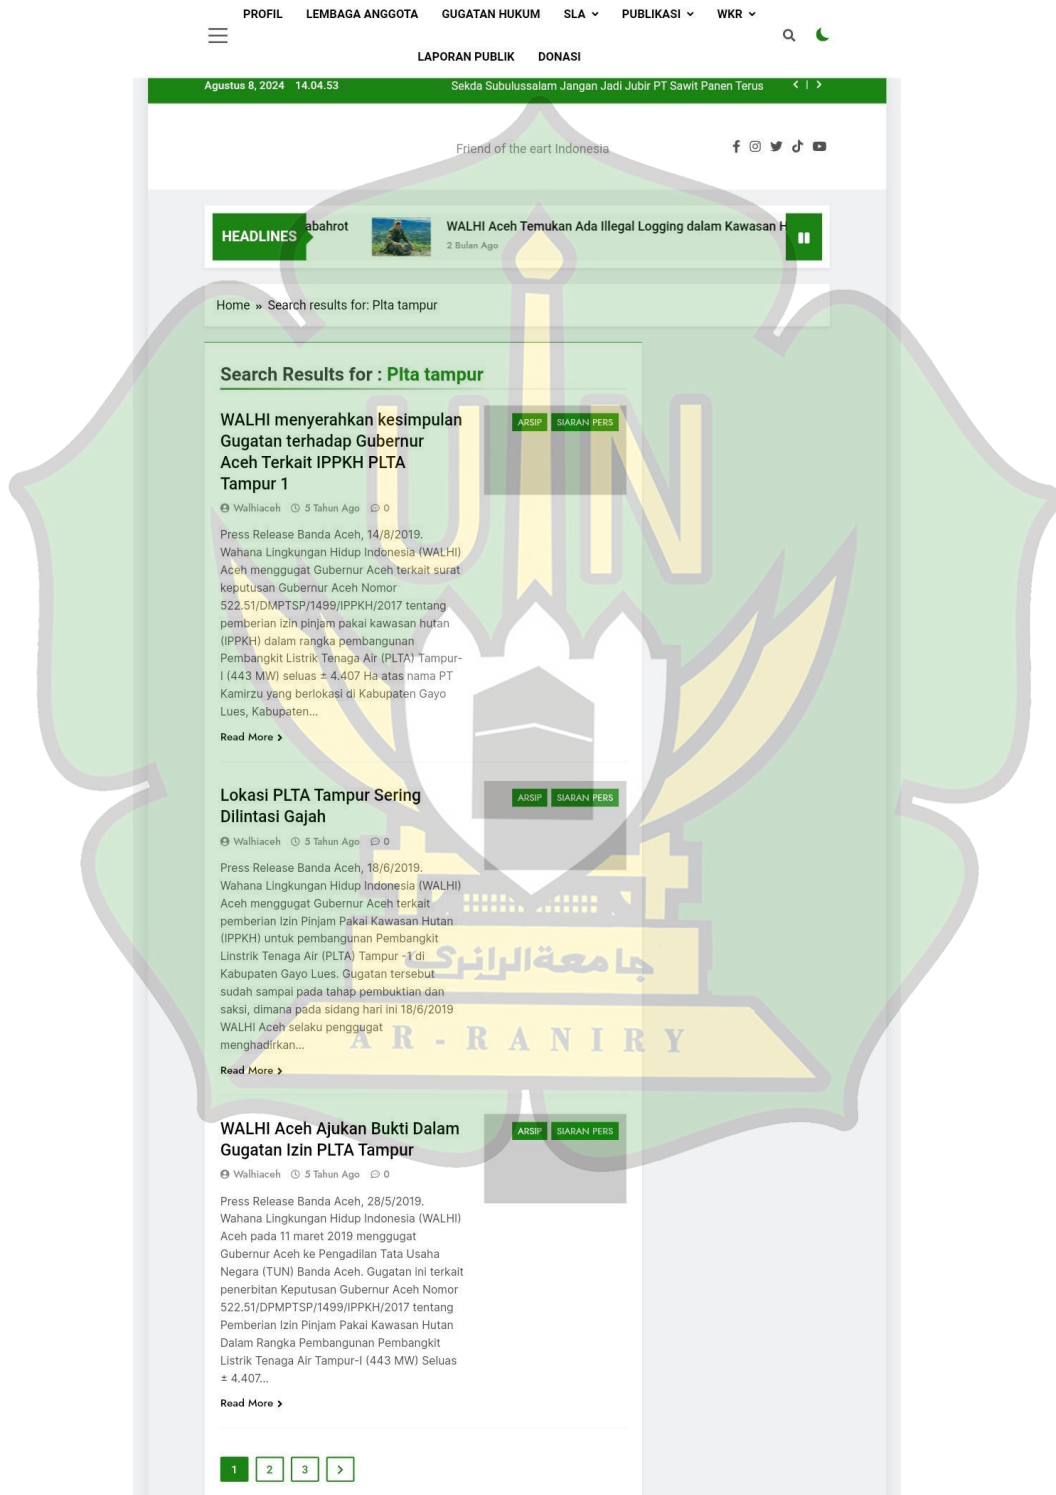 PROFIL LEMBAGA ANGGOTA GUGATAN HUKUM SLA PUBLIKASI WKR
LAPORAN PUBLIK DONASI
Agustus 8, 2024 14.04.53 Sekda Subulussalam Jangan Jadi Jubir PT Sawit Panen Terus
Friend of the eart Indonesia
HEADLINES abahrot WALHI Aceh Temukan Ada Illegal Logging dalam Kawasan H
2 Bulan Ago
Home » Search results for: Plta tampur
Search Results for : Plta tampur
WALHI menyerahkan kesimpulan
Gugatan terhadap Gubernur
Aceh Terkait IPPKH PLTA
Tampur 1
ARSIP SIARAN PERS
Walhiaceh 5 Tahun Ago 0
Press Release Banda Aceh, 14/8/2019.
Wahana Lingkungan Hidup Indonesia (WALHI)
Aceh menggugat Gubernur Aceh terkait surat
keputusan Gubernur Aceh Nomor
522.51/DMPTSP/1499/IPPKH/2017 tentang
pemberian izin pinjam pakai kawasan hutan
(IPPKH) dalam rangka pembangunan
Pembangkit Listrik Tenaga Air (PLTA) Tampur-
I (443 MW) seluas ± 4.407 Ha atas nama PT
Kamirzu yang berlokasi di Kabupaten Gayo
Lues, Kabupaten...
Read More
Lokasi PLTA Tampur Sering
Dilintasi Gajah
ARSIP SIARAN PERS
Walhiaceh 5 Tahun Ago 0
Press Release Banda Aceh, 18/6/2019.
Wahana Lingkungan Hidup Indonesia (WALHI)
Aceh menggugat Gubernur Aceh terkait
pemberian Izin Pinjam Pakai Kawasan Hutan
(IPPKH) untuk pembangunan Pembangkit
Linstrik Tenaga Air (PLTA) Tampur -1 di
Kabupaten Gayo Lues. Gugatan tersebut
sudah sampai pada tahap pembuktian dan
saksi, dimana pada sidang hari ini 18/6/2019
WALHI Aceh selaku penggugat
menghadirkan...
Read More
WALHI Aceh Ajukan Bukti Dalam
Gugatan Izin PLTA Tampur
ARSIP SIARAN PERS
Walhiaceh 5 Tahun Ago 0
Press Release Banda Aceh, 28/5/2019.
Wahana Lingkungan Hidup Indonesia (WALHI)
Aceh pada 11 maret 2019 menggugat
Gubernur Aceh ke Pengadilan Tata Usaha
Negara (TUN) Banda Aceh. Gugatan ini terkait
penerbitan Keputusan Gubernur Aceh Nomor
522.51/DPMPTSP/1499/IPPKH/2017 tentang
Pemberian Izin Pinjam Pakai Kawasan Hutan
Dalam Rangka Pembangunan Pembangkit
Listrik Tenaga Air Tampur-I (443 MW) Seluas
± 4.407...
Read More
1 2 3
UIN
جامعةالرانرى
AR-RANIRY